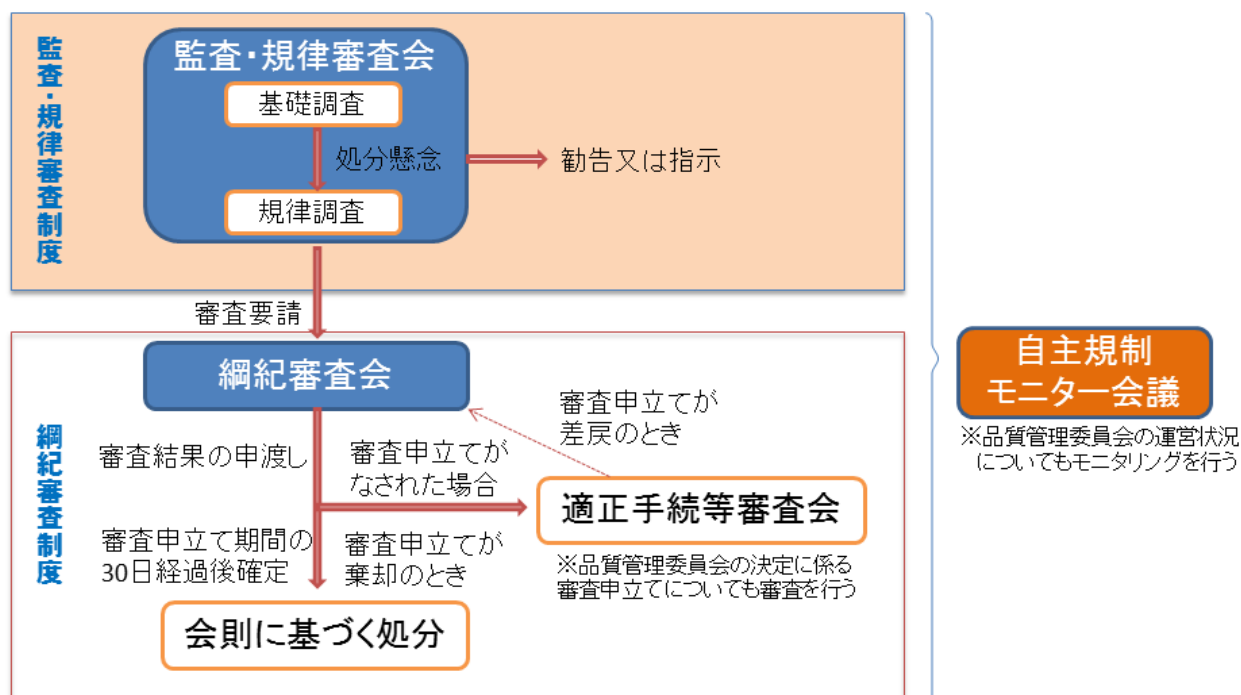 監査・規律審査制度
監査・規律審査会
基礎調査
処分懸念
勧告又は指示
規律調査
審査要請
綱紀審査制度
綱紀審査会
審査結果の申渡し
審査申立てが
なされた場合
審査申立てが
差戻のとき
適正手続等審査会
※品質管理委員会の決定に係る
審査申立てについても審査を行う
審査申立て期間の
30日経過後確定
審査申立てが
棄却のとき
会則に基づく処分
自主規制
モニター会議
※品質管理委員会の運営状況
についてもモニタリングを行う